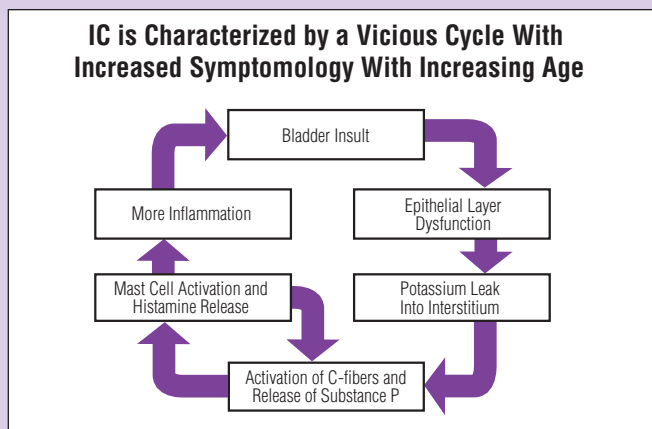 IC is Characterized by a Vicious Cycle With
Increased Symptomology With Increasing Age
Bladder Insult
Epithelial Layer
Dysfunction
Potassium Leak
Into Interstitium
Activation of C-fibers and
Release of Substance P
Mast Cell Activation and
Histamine Release
More Inflammation